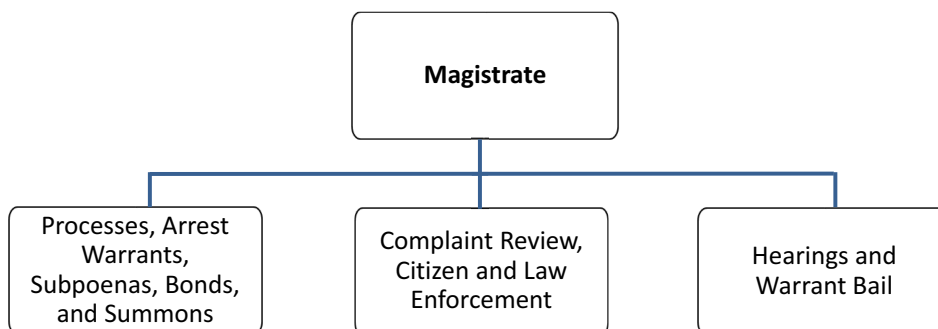 Magistrate
Processes, Arrest
Warrants,
Subpoenas, Bonds,
and Summons
Complaint Review,
Citizen and Law
Enforcement
Hearings and
Warrant Bail